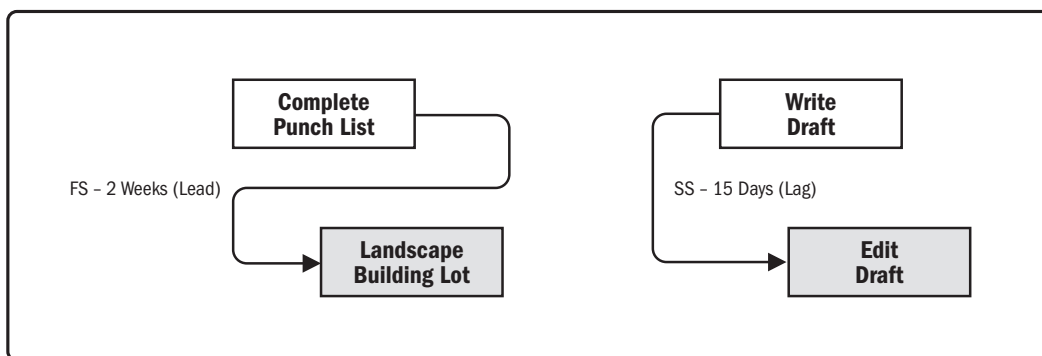 Complete
Punch List
FS – 2 Weeks (Lead)
Landscape
Building Lot
Write
Draft
SS – 15 Days (Lag)
Edit
Draft